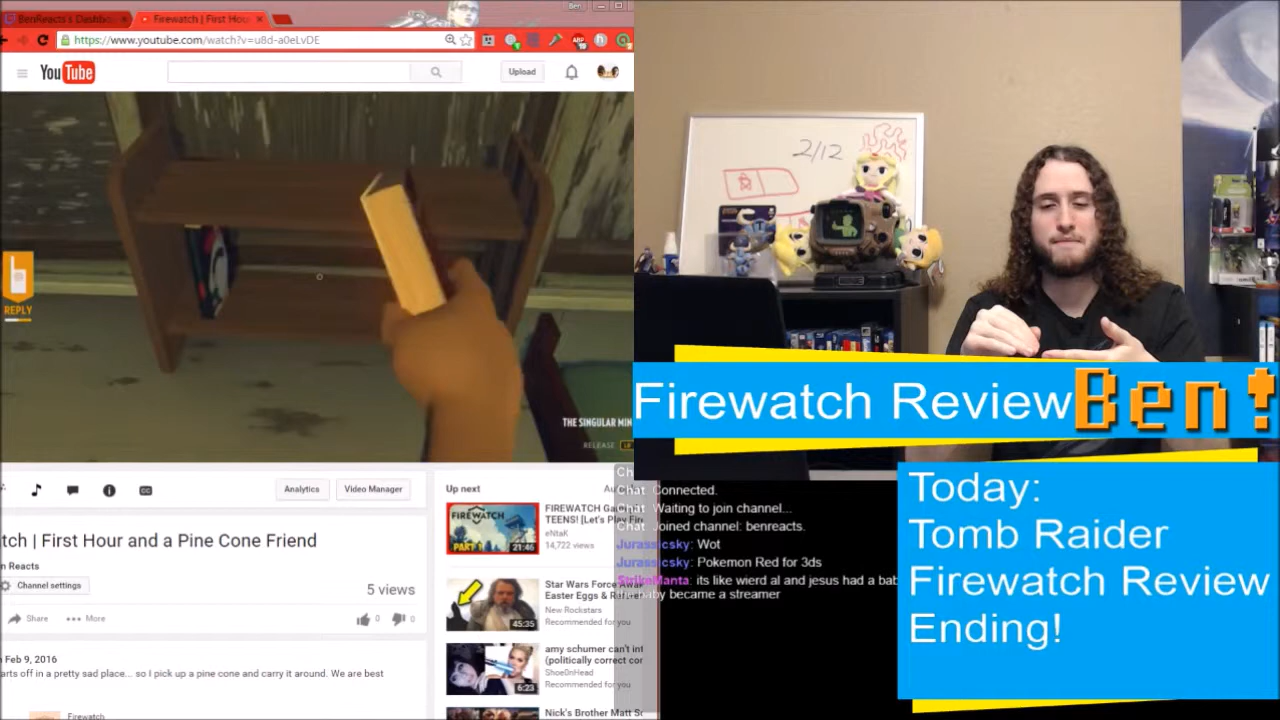 BenReacts's Dashbo
Firewatch | First Hou
Ben
https://www.youtube.com/watch?v=u8d-a0eLvDE
YouTube
Upload
REPLY
THE SINGULAR MIN
RELEASE
2/12
Firewatch Review
Ben!
Today:
Tomb Raider
Firewatch Review
Ending!
Chat Connected.
Chat Waiting to join channel...
Chat Joined channel: benreacts.
Jurassicsky: Wot
Jurassicsky: Pokemon Red for 3ds
StrikeManta: its like wierd al and jesus had a bab
baby became a streamer
Analytics
Video Manager
tch | First Hour and a Pine Cone Friend
n Reacts
Channel settings
5 views
Share
More
0
0
n Feb 9, 2016
arts off in a pretty sad place... so I pick up a pine cone and carry it around. We are best
Firewatch
Up next
FIREWATCH
PART 1
21:46
FIREWATCH Ga
TEENS! [Let's Play Fire
eNtaK
14,722 views
45:35
Star Wars Force Awa
Easter Eggs &
New Rockstars
Recommended for you
6:23
amy schumer can't int
(politically correct cor
Shoe0nHead
Recommended for you
Nick's Brother Matt Sc